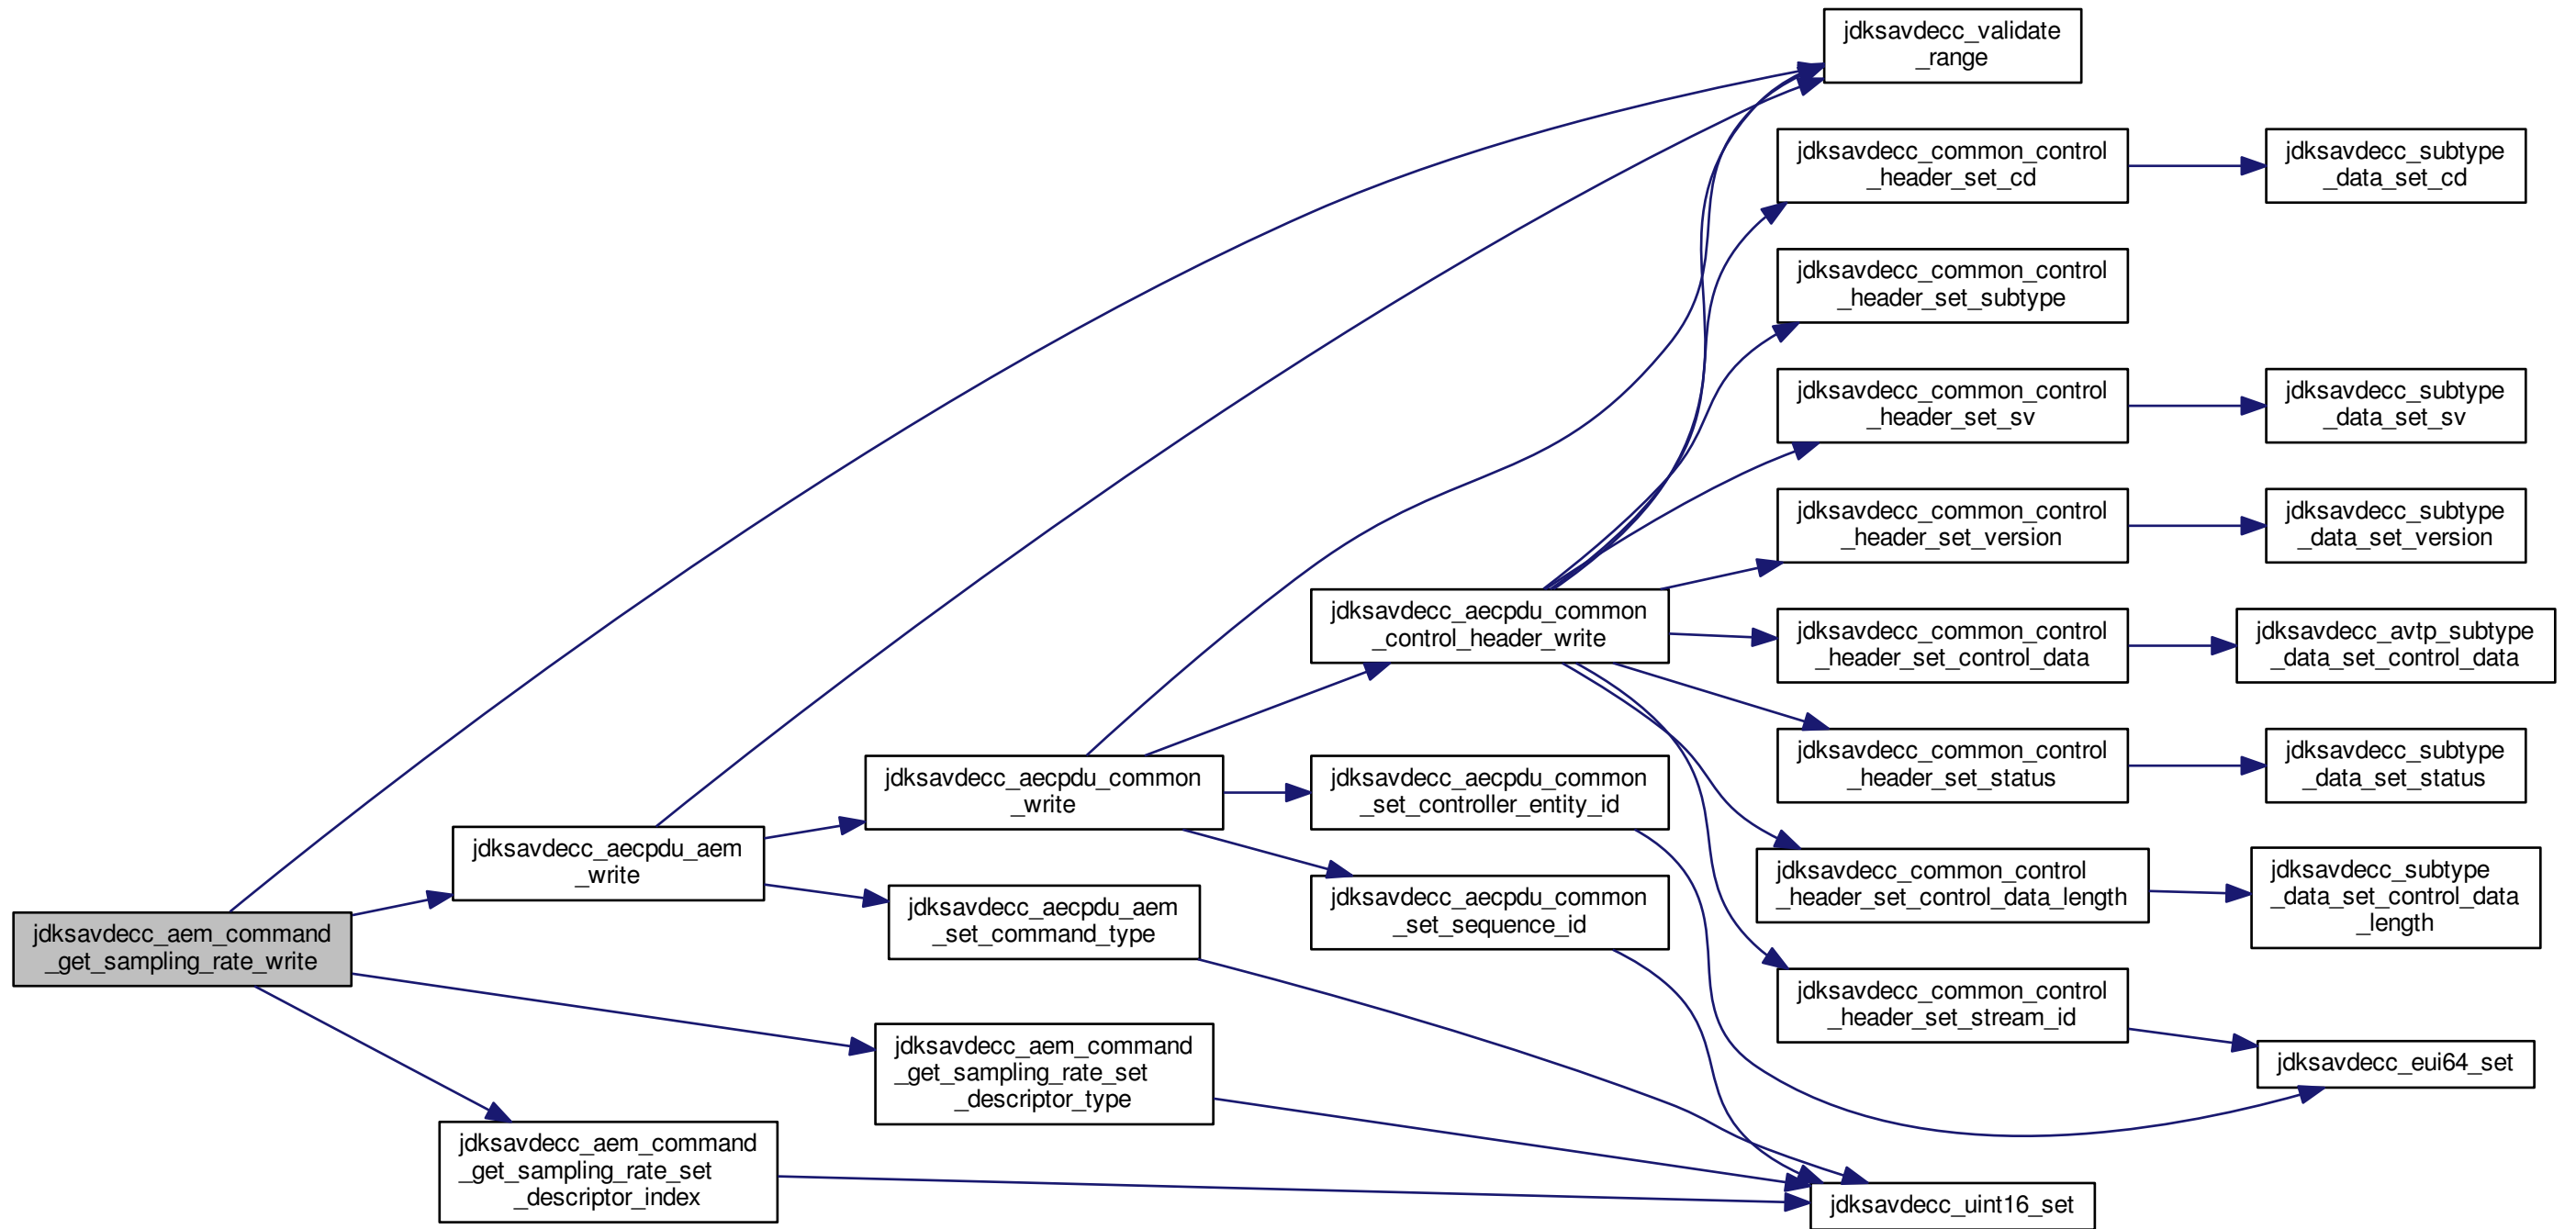 jdksavdecc_validate
_range
jdksavdecc_common_control
_header_set_cd
jdksavdecc_subtype
_data_set_cd
jdksavdecc_common_control
_header_set_subtype
jdksavdecc_common_control
_header_set_sv
jdksavdecc_subtype
_data_set_sv
jdksavdecc_common_control
_header_set_version
jdksavdecc_subtype
_data_set_version
jdksavdecc_aecpdu_common
_control_header_write
jdksavdecc_common_control
_header_set_control_data
jdksavdecc_avtp_subtype
_data_set_control_data
jdksavdecc_common_control
_header_set_status
jdksavdecc_subtype
_data_set_status
jdksavdecc_aecpdu_common
_write
jdksavdecc_aecpdu_common
_set_controller_entity_id
jdksavdecc_aecpdu_aem
_write
jdksavdecc_common_control
_header_set_control_data_length
jdksavdecc_subtype
_data_set_control_data
_length
jdksavdecc_aecpdu_aem
_set_command_type
jdksavdecc_aecpdu_common
_set_sequence_id
jdksavdecc_aem_command
_get_sampling_rate_write
jdksavdecc_common_control
_header_set_stream_id
jdksavdecc_eui64_set
jdksavdecc_aem_command
_get_sampling_rate_set
_descriptor_type
jdksavdecc_aem_command
_get_sampling_rate_set
_descriptor_index
jdksavdecc_uint16_set